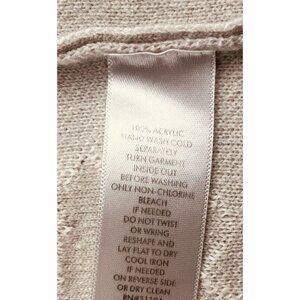 100% ACRYLIC
HAND WASH COLD
SEPARATELY
TURN GARMENT
INSIDE OUT
BEFORE WASHING
ONLY NON-CHLORINE
BLEACH
IF NEEDED
DO NOT TWIST
OR WRING
RESHAPE AND
LAY FLAT TO DRY
COOL IRON
IF NEEDED
ON REVERSE SIDE
OR DRY CLEAN